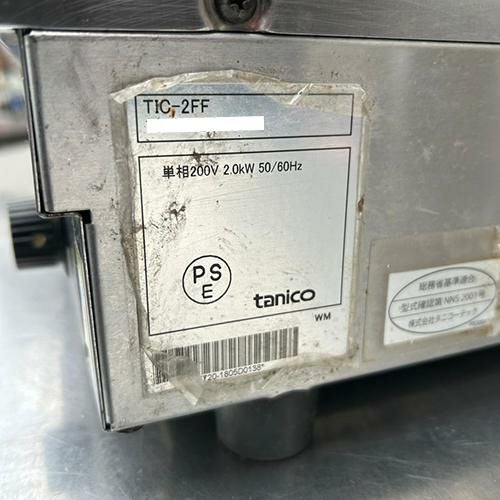 TIC-2FF
単相200V 2.0kW 50/60Hz
PS
E
tanico
WM
T20-1805D0138*
総務省基準適合
型式確認第 NNS 2001号
株式会社タニコーテック